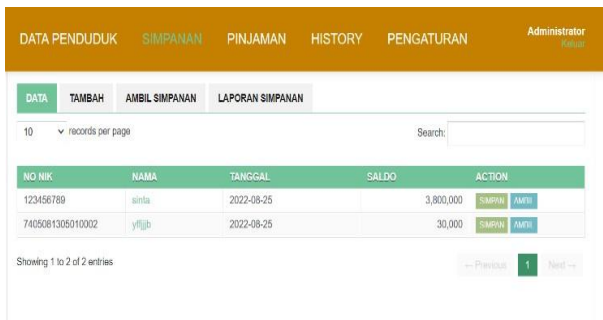 DATA PENDUDUK SIMPANAN PINJAMAN HISTORY PENGATURAN Administrator
Keluar
DATA TAMBAH AMBIL SIMPANAN LAPORAN SIMPANAN
10 records per page Search:
NO NIK NAMA TANGGAL SALDO ACTION
123456789 sinta 2022-08-25 3,800,000 SIMPAN AMBIL
7405081305010002 2022-08-25 30,000 SIMPAN AMBIL
Showing 1 to 2 of 2 entries ← Previous 1 Next →